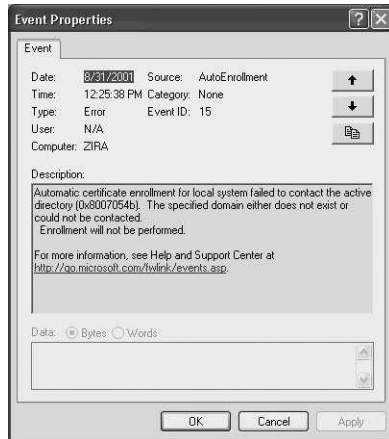 Event Properties
Event
Date: 8/31/2001 Source: AutoEnrollment
Time: 12:25:38 PM Category: None
Type: Error Event ID: 15
User: N/A
Computer: ZIRA
Description:
Automatic certificate enrollment for local system failed to contact the active
directory (0x8007054b). The specified domain either does not exist or
could not be contacted.
Enrollment will not be performed.
For more information, see Help and Support Center at
http://go.microsoft.com/fwlink/events.asp.
Data: Bytes Words
OK Cancel Apply